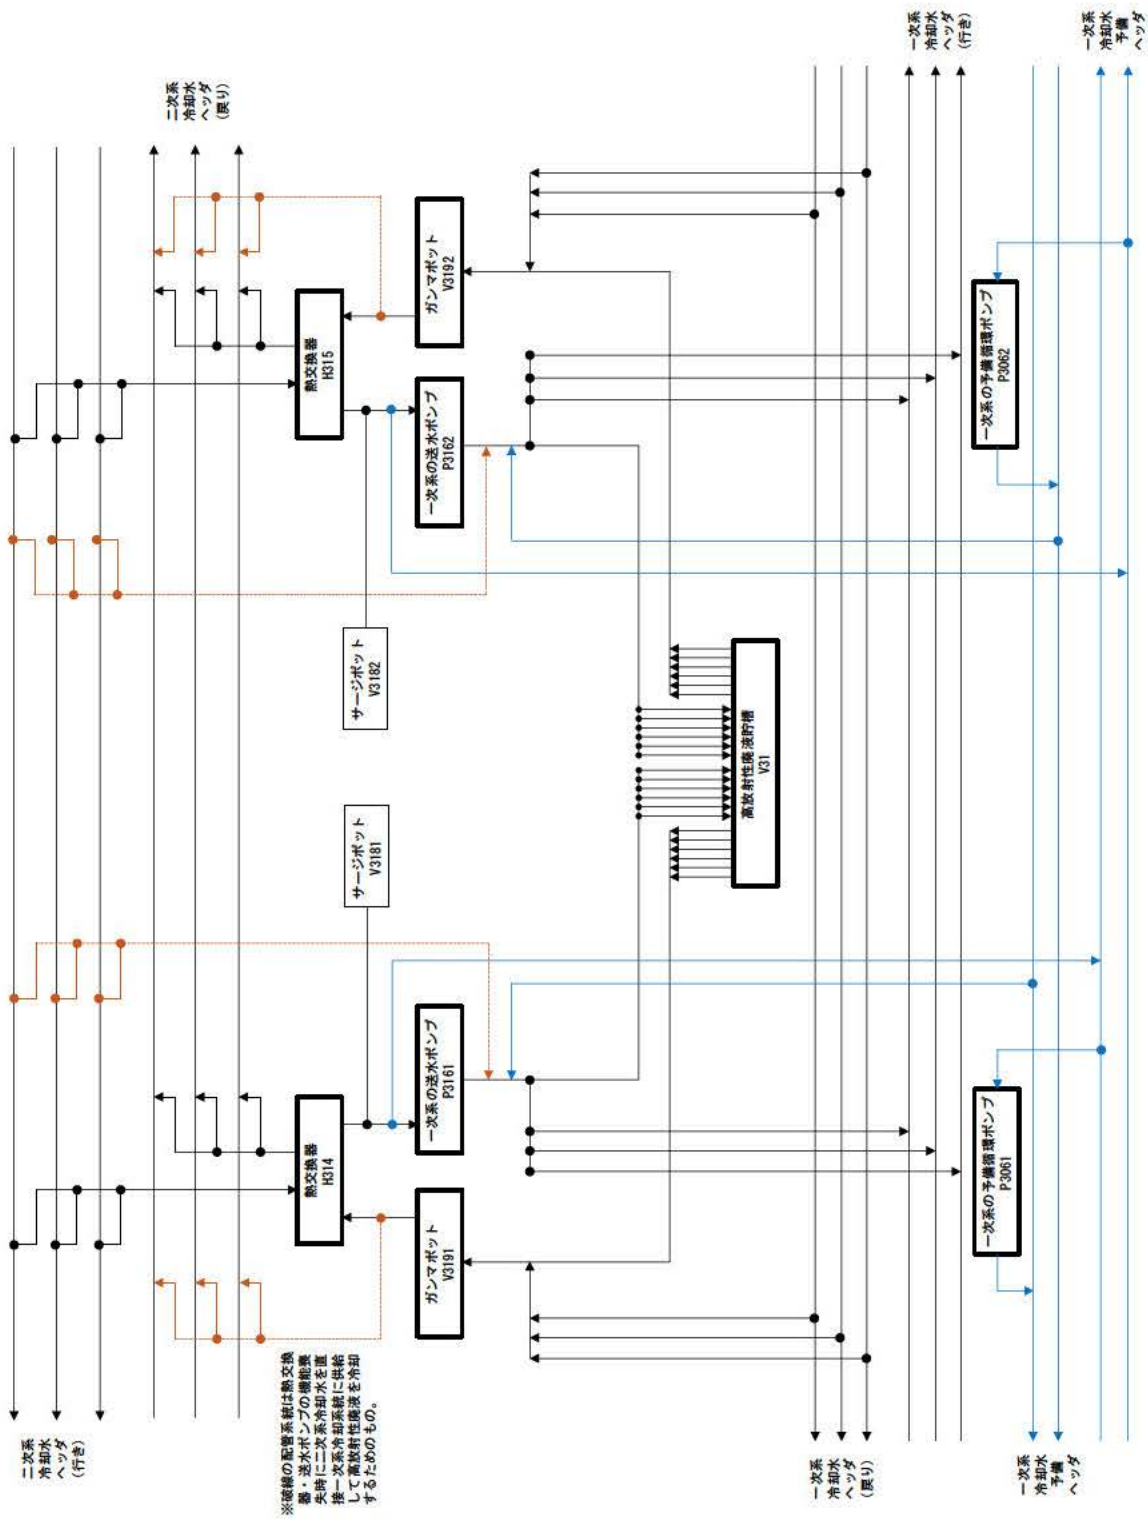 二次系
冷却水
ヘッダ
(行き)
二次系
冷却水
ヘッダ
(戻り)
※破線の配管系統は熱交換
器・送水ポンプの機能喪
失時に二次系冷却水を直
接一次系冷却系統に供給
して高放射性廃液を冷却
するためのもの。
熱交換器
H314
熱交換器
H315
サージポット
V3181
サージポット
V3182
ガンマポット
V3191
一次系の送水ポンプ
P3161
一次系の送水ポンプ
P3162
ガンマポット
V3192
高放射性廃液貯槽
V31
一次系
冷却水
ヘッダ
(戻り)
一次系
冷却水
ヘッダ
(行き)
一次系の予備循環ポンプ
P3061
一次系の予備循環ポンプ
P3062
一次系
冷却水
予備
ヘッダ
一次系
冷却水
予備
ヘッダ